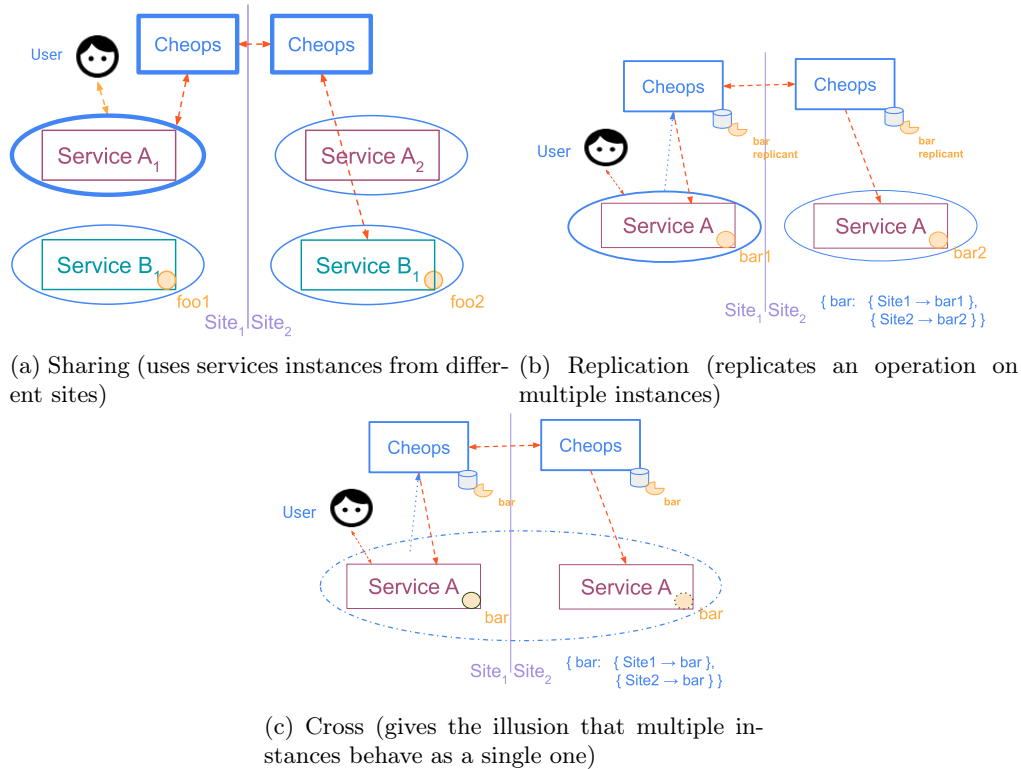 User
Cheops
Cheops
Service A1
Service A2
Service B1
foo1
Service B1
foo2
Site1
Site2
(a) Sharing (uses services instances from differ-
ent sites)
Cheops
Cheops
bar
replicant
bar
replicant
User
Service A
bar1
Service A
bar2
Site1
Site2
{ bar: { Site1 → bar1 },
{ Site2 → bar2 } }
(b) Replication (replicates an operation on
multiple instances)
Cheops
Cheops
bar
bar
User
Service A
bar
Service A
bar
Site1
Site2
{ bar: { Site1 → bar },
{ Site2 → bar } }
(c) Cross (gives the illusion that multiple in-
stances behave as a single one)